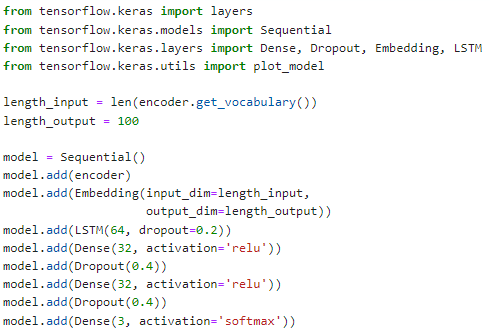 from tensorflow.keras import layers
from tensorflow.keras.models import Sequential
from tensorflow.keras.layers import Dense, Dropout, Embedding, LSTM
from tensorflow.keras.utils import plot_model

length_input = len(encoder.get_vocabulary())
length_output = 100

model = Sequential()
model.add(encoder)
model.add(Embedding(input_dim=length_input,
                    output_dim=length_output))
model.add(LSTM(64, dropout=0.2))
model.add(Dense(32, activation='relu'))
model.add(Dropout(0.4))
model.add(Dense(32, activation='relu'))
model.add(Dropout(0.4))
model.add(Dense(3, activation='softmax'))